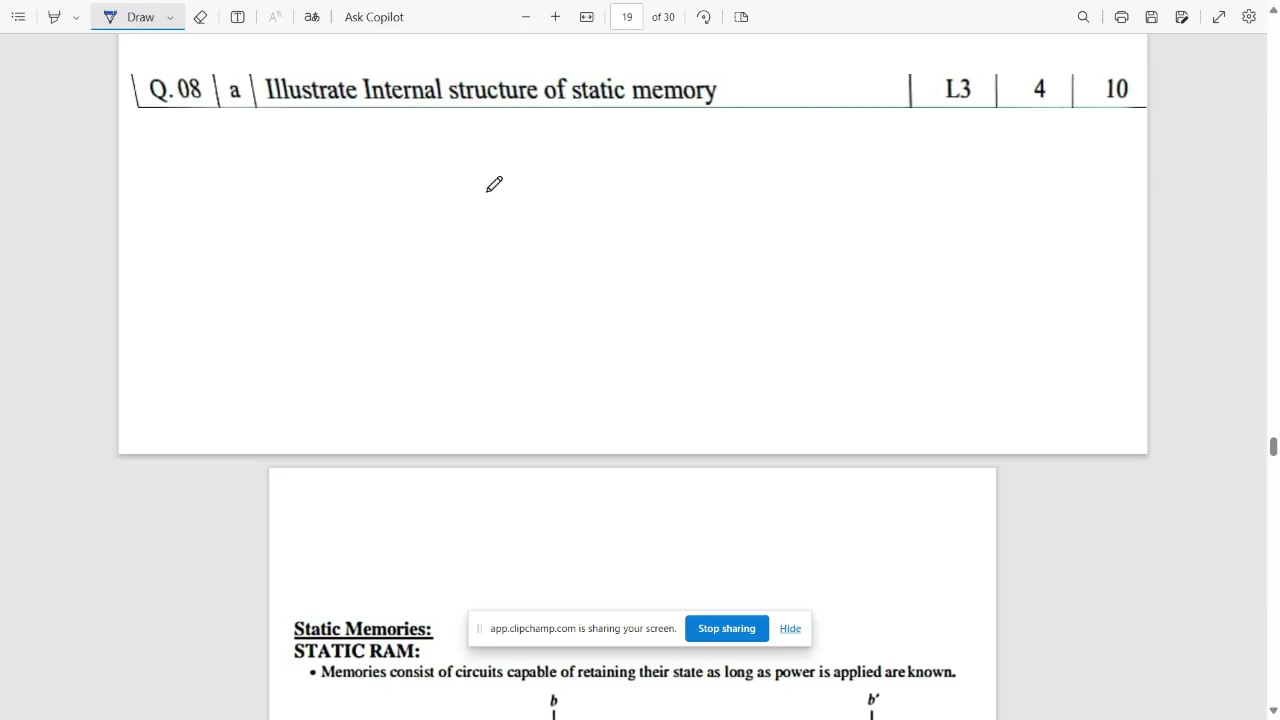 Draw
Ask Copilot
19 of 30
Q. 08 a Illustrate Internal structure of static memory L3 4 10
Static Memories:
app.clipchamp.com is sharing your screen. Stop sharing Hide
STATIC RAM:
• Memories consist of circuits capable of retaining their state as long as power is applied are known.
b b'